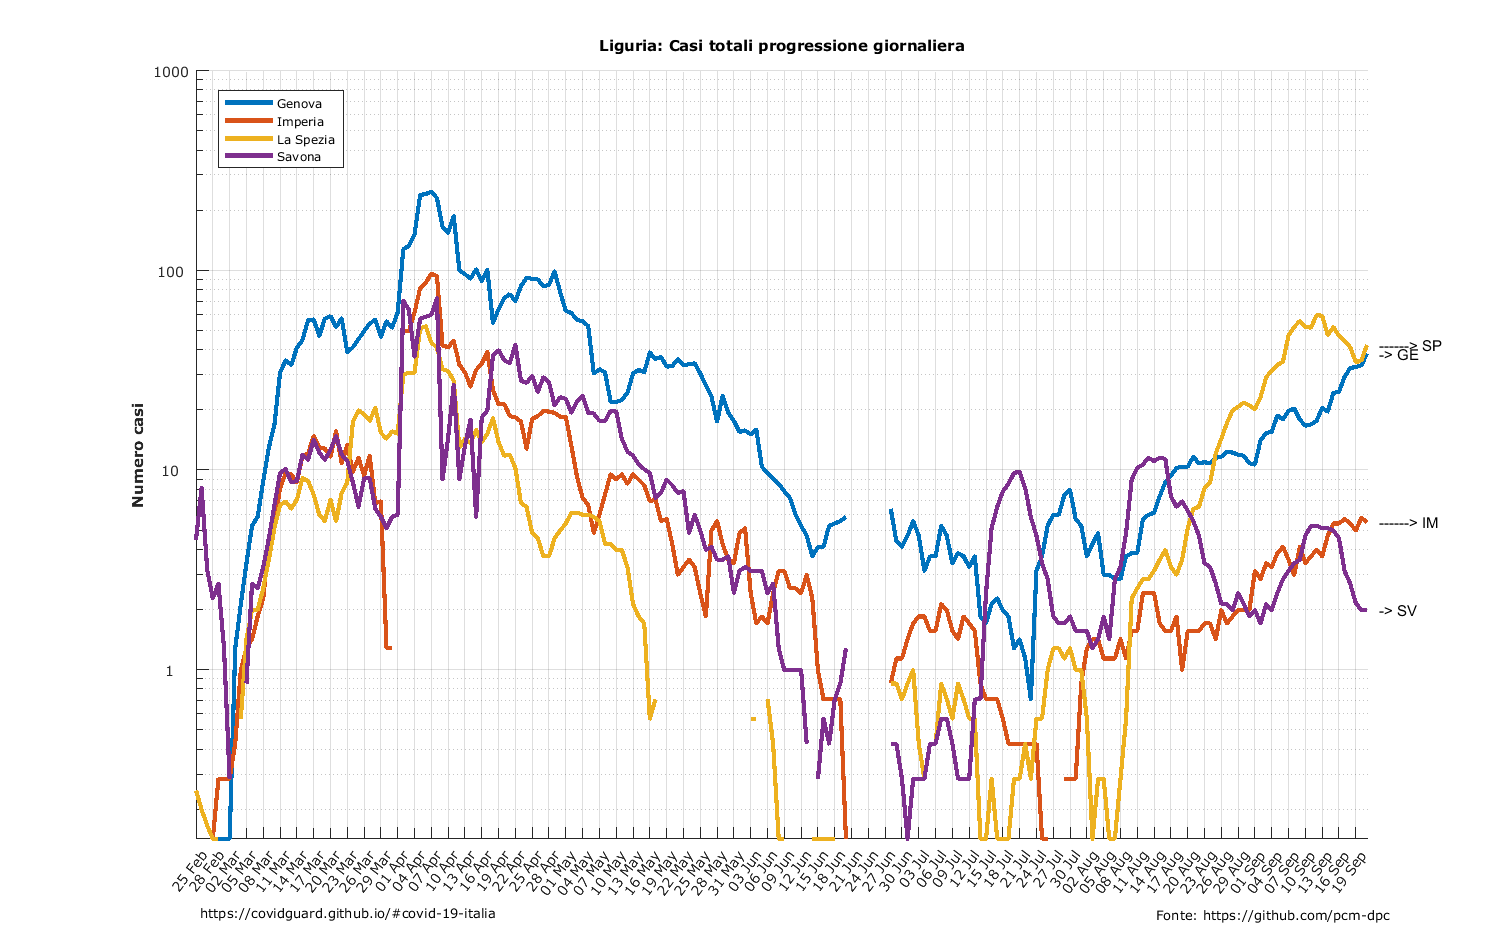 Liguria: Casi totali progressione giornaliera
1000
100
10
1
Numero casi
Genova
Imperia
La Spezia
Savona
------> SP
-> GE
------> IM
-> SV
25 Feb
28 Feb
02 Mar
05 Mar
08 Mar
11 Mar
14 Mar
17 Mar
20 Mar
23 Mar
26 Mar
29 Mar
01 Apr
04 Apr
07 Apr
10 Apr
13 Apr
16 Apr
19 Apr
22 Apr
25 Apr
28 Apr
01 May
04 May
07 May
10 May
13 May
16 May
19 May
22 May
25 May
28 May
31 May
03 Jun
06 Jun
09 Jun
12 Jun
15 Jun
18 Jun
21 Jun
24 Jun
27 Jun
30 Jun
03 Jul
06 Jul
09 Jul
12 Jul
15 Jul
18 Jul
21 Jul
24 Jul
27 Jul
30 Jul
02 Aug
05 Aug
08 Aug
11 Aug
14 Aug
17 Aug
20 Aug
23 Aug
26 Aug
29 Aug
01 Sep
04 Sep
07 Sep
10 Sep
13 Sep
16 Sep
19 Sep
https://covidguard.github.io/#covid-19-italia
Fonte: https://github.com/pcm-dpc